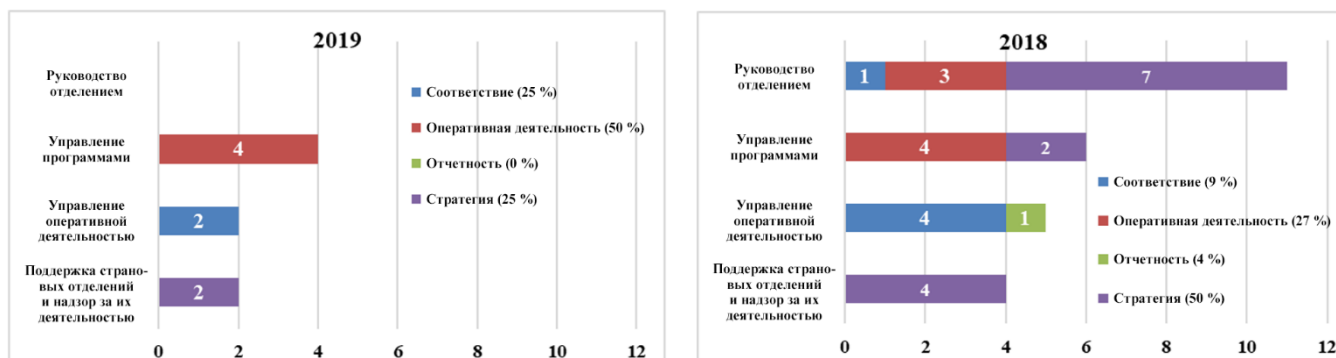 2019
Руководство
отделением
Управление
программами
Управление
оперативной
деятельностью
Поддержка страно-
вых отделений
и надзор за их
деятельностью
4
2
2
Соответствие (25 %)
Оперативная деятельность (50 %)
Отчетность (0 %)
Стратегия (25 %)
0 2 4 6 8 10 12
2018
Руководство
отделением
Управление
программами
Управление
оперативной
деятельностью
Поддержка страно-
вых отделений
и надзор за их
деятельностью
1 3 7
4 2
4 1
4
Соответствие (9 %)
Оперативная деятельность (27 %)
Отчетность (4 %)
Стратегия (50 %)
0 2 4 6 8 10 12